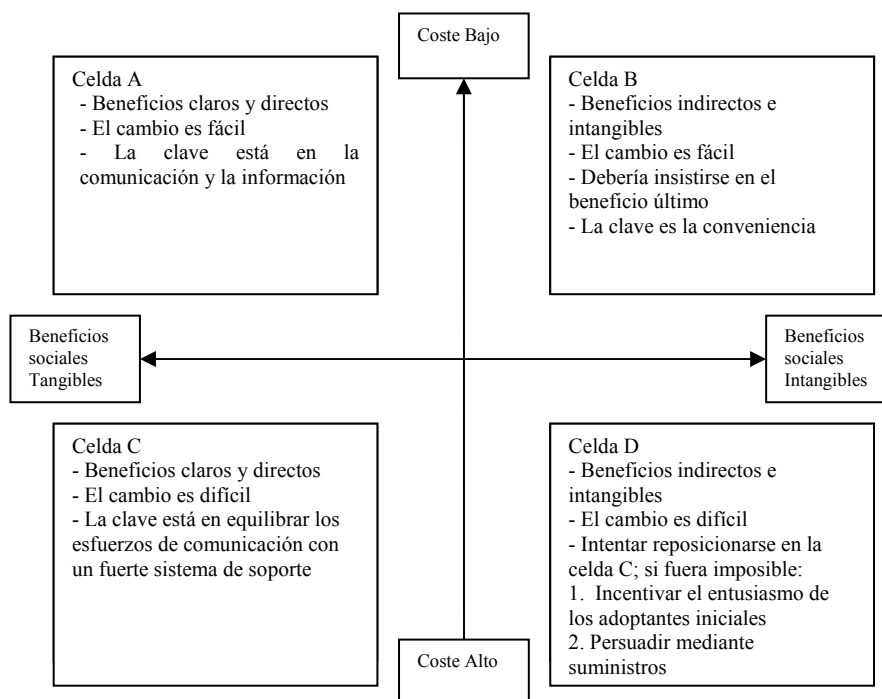 Coste Bajo
Celda A
- Beneficios claros y directos
- El cambio es fácil
- La clave está en la
comunicación y la información
Celda B
- Beneficios indirectos e
intangibles
- El cambio es fácil
- Debería insistirse en el
beneficio último
- La clave es la conveniencia
Beneficios
sociales
Tangibles
Beneficios
sociales
Intangibles
Celda C
- Beneficios claros y directos
- El cambio es difícil
- La clave está en equilibrar los
esfuerzos de comunicación con
un fuerte sistema de soporte
Celda D
- Beneficios indirectos e
intangibles
- El cambio es difícil
- Intentar reposicionarse en la
celda C; si fuera imposible:
1. Incentivar el entusiasmo de
los adoptantes iniciales
2. Persuadir mediante
suministros
Coste Alto